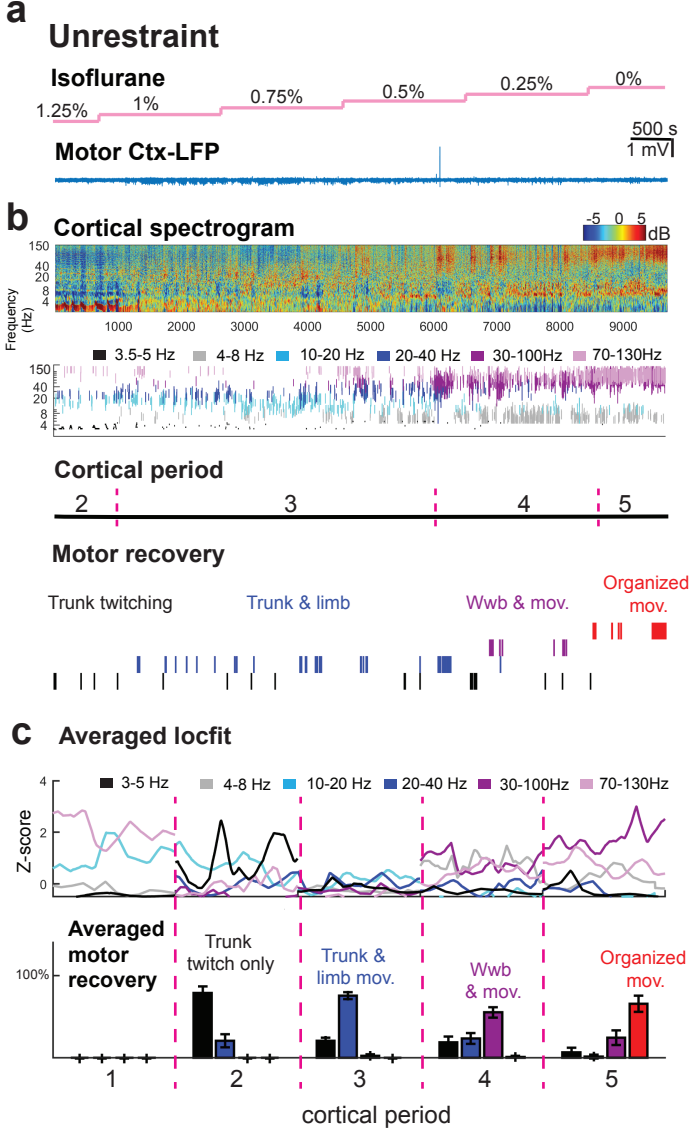 a
Unrestraint
Isoflurane
1.25% 1% 0.75% 0.5% 0.25% 0%
500 s
1 mV
Motor Ctx-LFP
b
Cortical spectrogram
-5 0 5 dB
150
40
20
8
4
Frequency
(Hz)
1000 2000 3000 4000 5000 6000 7000 8000 9000
3.5-5 Hz 4-8 Hz 10-20 Hz 20-40 Hz 30-100Hz 70-130Hz
150
40
20
8
4
Cortical period
2 3 4 5
Motor recovery
Trunk twitching Trunk & limb Wwb & mov. Organized
mov.
c Averaged locfit
3-5 Hz 4-8 Hz 10-20 Hz 20-40 Hz 30-100Hz 70-130Hz
4
2
0
Z-score
Averaged
motor
recovery
Trunk
twitch only
Trunk &
limb mov.
Wwb
& mov.
Organized
mov.
100%
1 2 3 4 5
cortical period